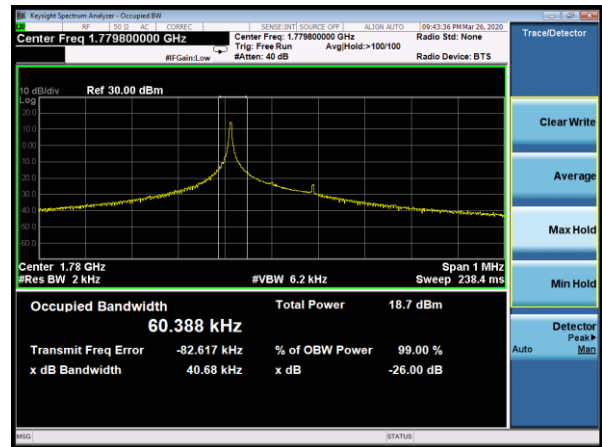 Keysight Spectrum Analyzer - Occupied BW
RF 50 Ω AC CORREC SENSE:INT SOURCE OFF ALIGN AUTO 09:43:36 PM Mar 26, 2020
Center Freq 1.779800000 GHz
Center Freq: 1.779800000 GHz
Radio Std: None
Trig: Free Run Avg|Hold:>100/100
#IFGain:Low #Atten: 40 dB Radio Device: BTS
Trace/Detector
10 dB/div Ref 30.00 dBm
Log
20.0
10.0
0.00
-10.0
-20.0
-30.0
-40.0
-50.0
-60.0
Center 1.78 GHz Span 1 MHz
#Res BW 2 kHz #VBW 6.2 kHz Sweep 238.4 ms
Clear Write
Average
Max Hold
Min Hold
Detector
Peak▶
Auto Man
Occupied Bandwidth Total Power 18.7 dBm
60.388 kHz
Transmit Freq Error -82.617 kHz % of OBW Power 99.00 %
x dB Bandwidth 40.68 kHz x dB -26.00 dB
MSG STATUS